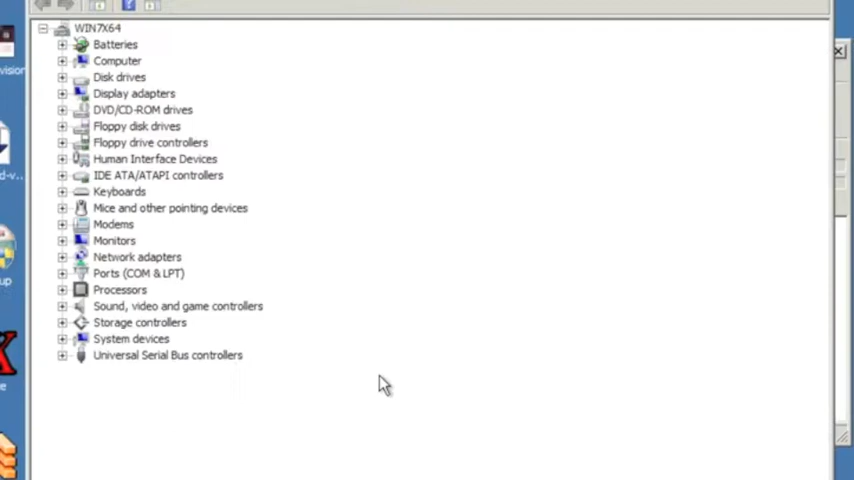 WIN7X64
Batteries
Computer
Disk drives
Display adapters
DVD/CD-ROM drives
Floppy disk drives
Floppy drive controllers
Human Interface Devices
IDE ATA/ATAPI controllers
Keyboards
Mice and other pointing devices
Modems
Monitors
Network adapters
Ports (COM & LPT)
Processors
Sound, video and game controllers
Storage controllers
System devices
Universal Serial Bus controllers